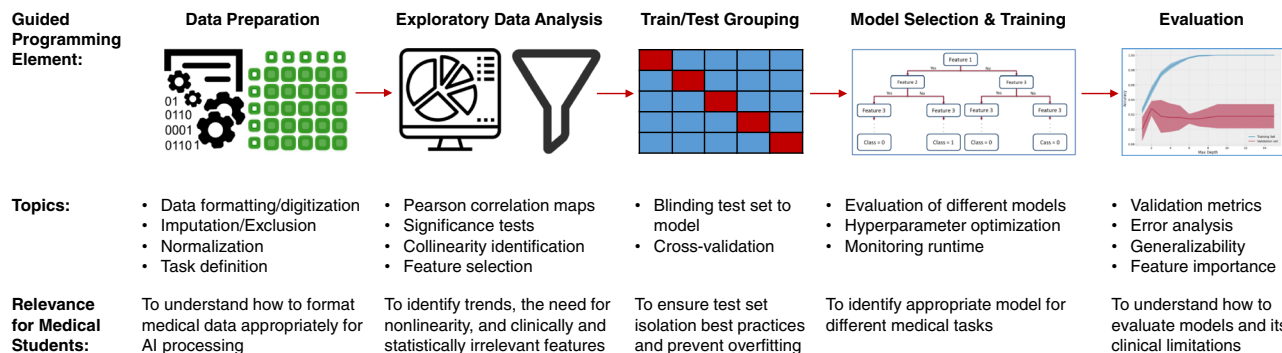 Guided
Programming
Element:
Data Preparation
01
0110
0001
0110 1
Exploratory Data Analysis
Train/Test Grouping
Model Selection & Training
Feature 1
Yes
No
Feature 2
Feature 3
Yes
No
Yes
No
Feature 3
Feature 3
Feature 3
Feature 3
Class = 0
Class = 1
Class = 0
Cass = 0
Evaluation
Accuracy
Max Depth
Topics:
• Data formatting/digitization
• Imputation/Exclusion
• Normalization
• Task definition
• Pearson correlation maps
• Significance tests
• Collinearity identification
• Feature selection
• Blinding test set to
model
• Cross-validation
• Evaluation of different models
• Hyperparameter optimization
• Monitoring runtime
• Validation metrics
• Error analysis
• Generalizability
• Feature importance
Relevance
for Medical
Students:
To understand how to format
medical data appropriately for
AI processing
To identify trends, the need for
nonlinearity, and clinically and
statistically irrelevant features
To ensure test set
isolation best practices
and prevent overfitting
To identify appropriate model for
different medical tasks
To understand how to
evaluate models and its
clinical limitations